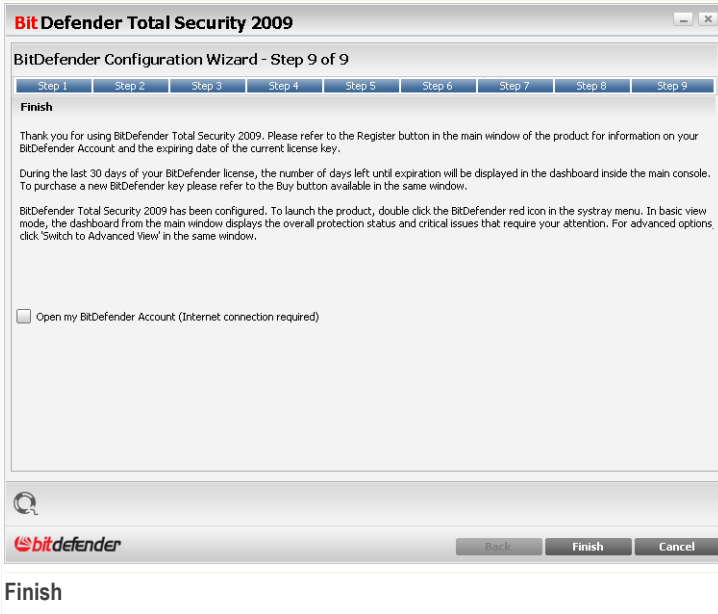 BitDefender Total Security 2009
BitDefender Configuration Wizard - Step 9 of 9
Step 1 Step 2 Step 3 Step 4 Step 5 Step 6 Step 7 Step 8 Step 9
Finish
Thank you for using BitDefender Total Security 2009. Please refer to the Register button in the main window of the product for information on your
BitDefender Account and the expiring date of the current license key.
During the last 30 days of your BitDefender license, the number of days left until expiration will be displayed in the dashboard inside the main console.
To purchase a new BitDefender key please refer to the Buy button available in the same window.
BitDefender Total Security 2009 has been configured. To launch the product, double click the BitDefender red icon in the systray menu. In basic view
mode, the dashboard from the main window displays the overall protection status and critical issues that require your attention. For advanced options,
click 'Switch to Advanced View' in the same window.
Open my BitDefender Account (Internet connection required)
bitdefender
Back Finish Cancel
Finish